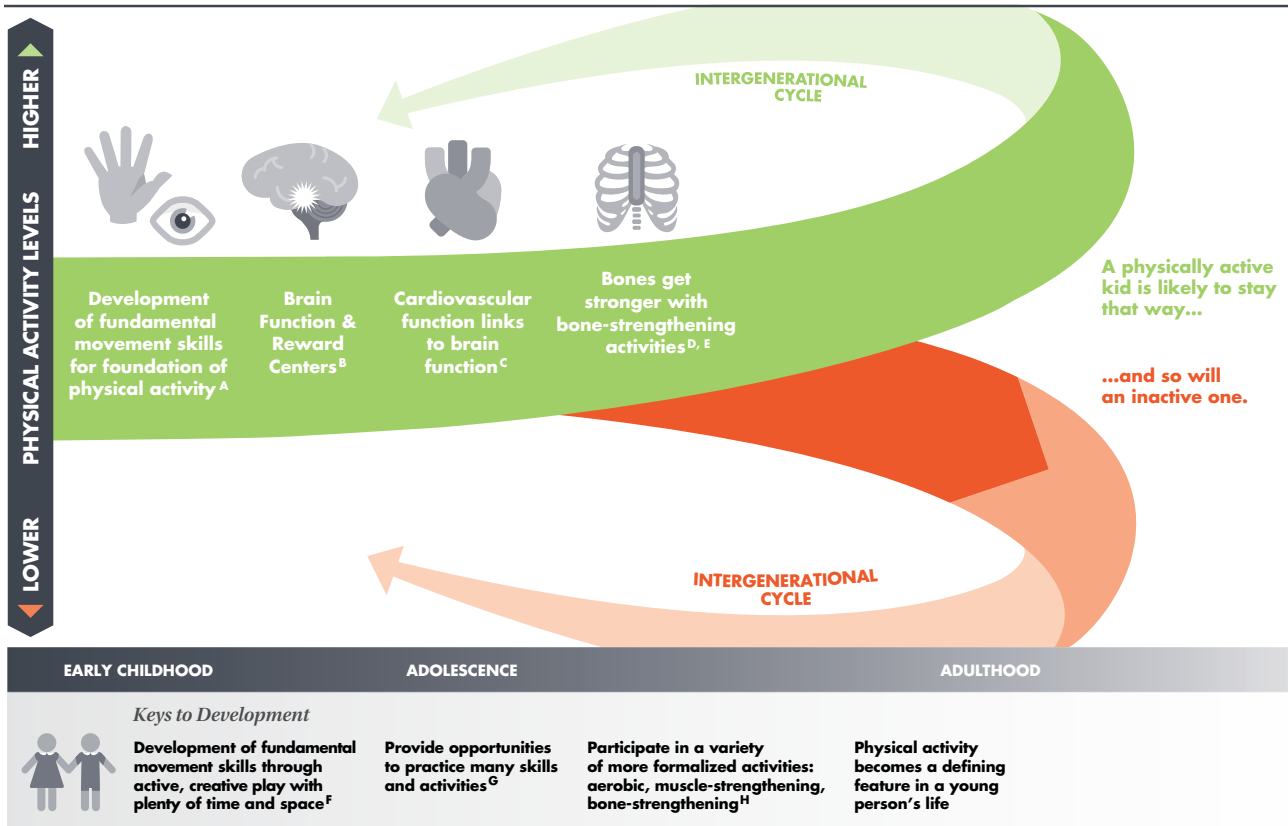 HIGHER
PHYSICAL ACTIVITY LEVELS
LOWER
INTERGENERATIONAL
CYCLE
Development
of fundamental
movement skills
for foundation of
physical activity A
Brain
Function &
Reward
Centers B
Cardiovascular
function links
to brain
function C
Bones get
stronger with
bone-strengthening
activities D, E
A physically active
kid is likely to stay
that way...
...and so will
an inactive one.
INTERGENERATIONAL
CYCLE
EARLY CHILDHOOD
ADOLESCENCE
ADULTHOOD
Keys to Development
Development of fundamental
movement skills through
active, creative play with
plenty of time and space F
Provide opportunities
to practice many skills
and activities G
Participate in a variety
of more formalized activities:
aerobic, muscle-strengthening,
bone-strengthening H
Physical activity
becomes a defining
feature in a young
person's life